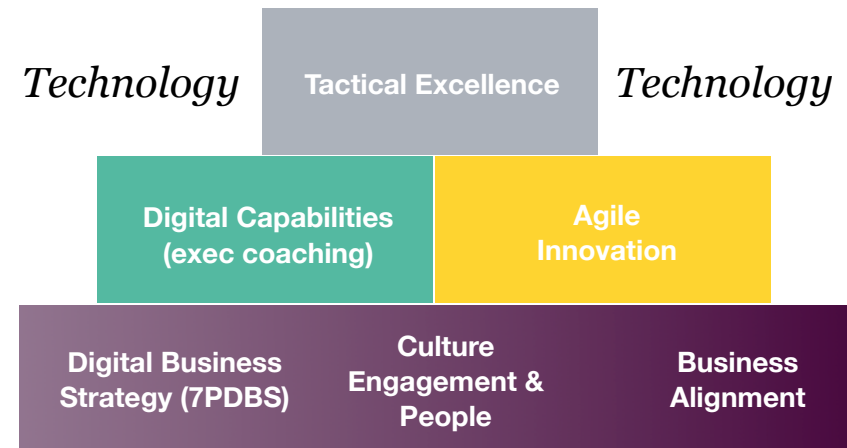 Technology
Tactical Excellence
Technology
Digital Capabilities
(exec coaching)
Agile
Innovation
Digital Business
Strategy (7PDBS)
Culture
Engagement &
People
Business
Alignment